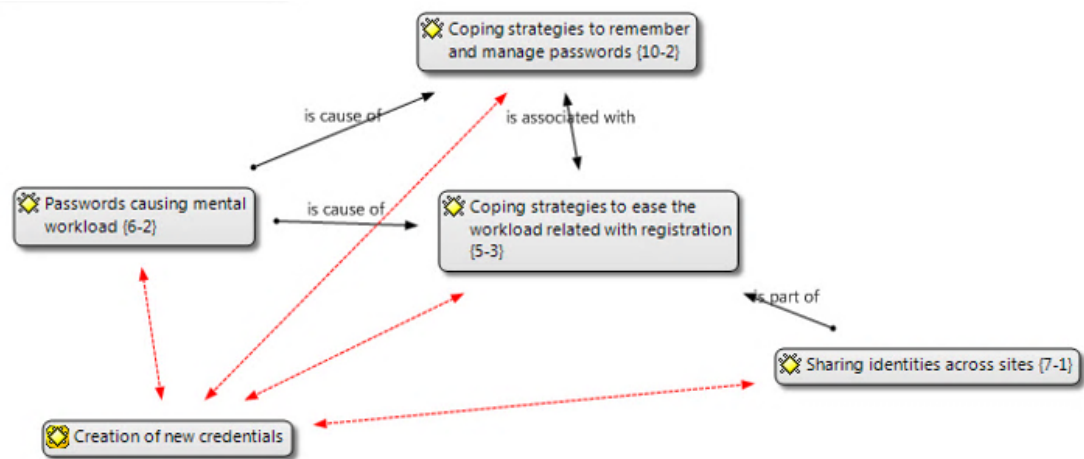 Coping strategies to remember
and manage passwords {10-2}
is cause of
is associated with
Passwords causing mental
workload {6-2}
is cause of
Coping strategies to ease the
workload related with registration
{5-3}
is part of
Sharing identities across sites {7-1}
Creation of new credentials